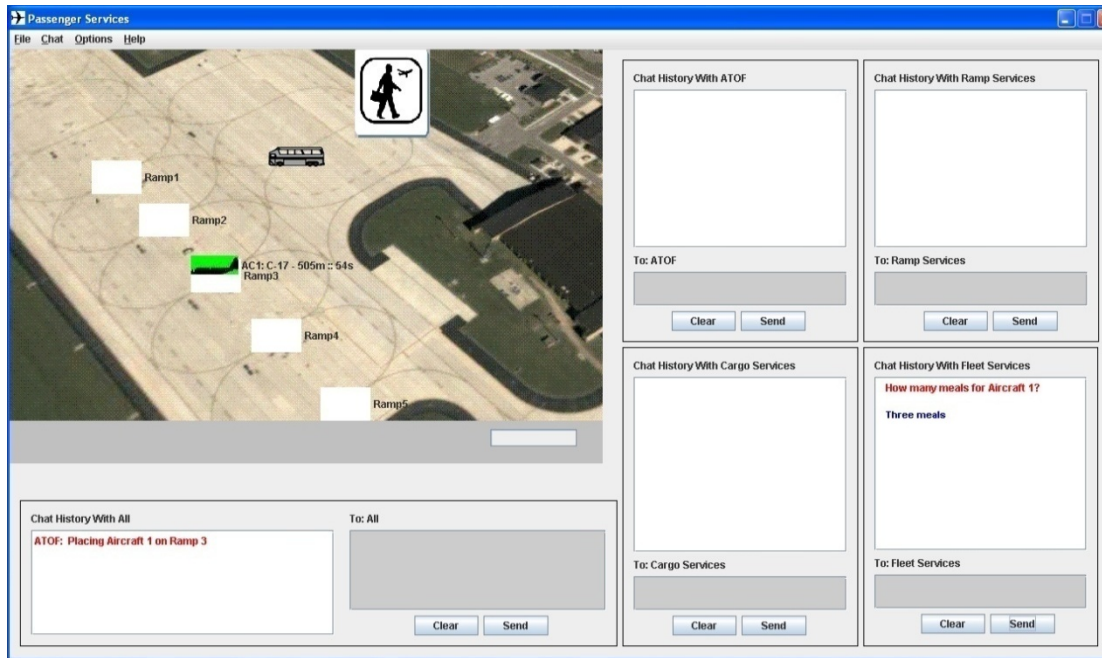 Passenger Services
File Chat Options Help
Ramp1
Ramp2
AC1: C-17 - 505m :: 54s
Ramp3
Ramp4
Ramp5
Chat History With ATOF
To: ATOF
Clear Send
Chat History With Ramp Services
To: Ramp Services
Clear Send
Chat History With Cargo Services
To: Cargo Services
Clear Send
Chat History With Fleet Services
How many meals for Aircraft 1?
Three meals
To: Fleet Services
Clear Send
Chat History With All
ATOF: Placing Aircraft 1 on Ramp 3
To: All
Clear Send